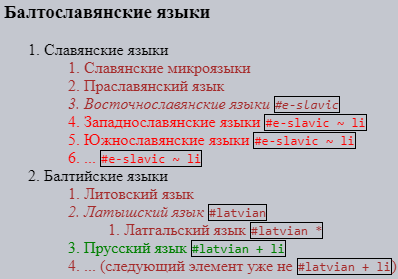 Балтославянские языки
1. Славянские языки
1. Славянские микроязыки
2. Праславянский язык
3. Восточнославянские языки #e-slavic
4. Западнославянские языки #e-slavic ~ li
5. Южнославянские языки #e-slavic ~ li
6. ... #e-slavic ~ li
2. Балтийские языки
1. Литовский язык
2. Латышский язык #latvian
1. Латгальский язык #latvian *
3. Прусский язык #latvian + li
4. ... (следующий элемент уже не #latvian + li)